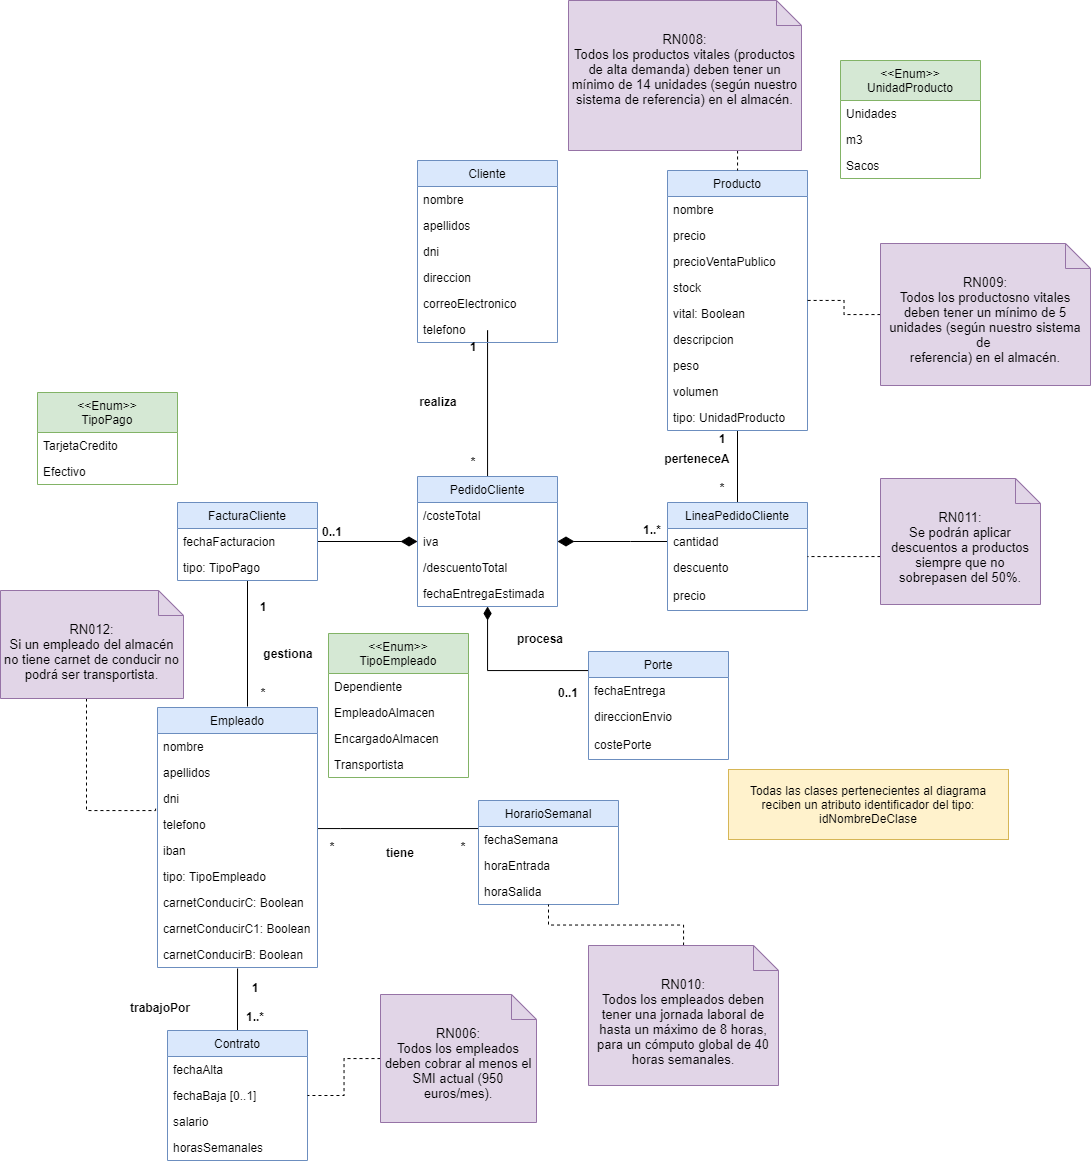 RN008:
Todos los productos vitales (productos
de alta demanda) deben tener un
mínimo de 14 unidades (según nuestro
sistema de referencia) en el almacén.
<<Enum>>
UnidadProducto
Unidades
m3
Sacos
Cliente
nombre
apellidos
dni
direccion
correoElectronico
telefono
Producto
nombre
precio
precioVentaPublico
stock
vital: Boolean
descripcion
peso
volumen
tipo: UnidadProducto
RN009:
Todos los productosno vitales
deben tener un mínimo de 5
unidades (según nuestro sistema
de
referencia) en el almacén.
1
realiza
*
<<Enum>>
TipoPago
TarjetaCredito
Efectivo
1
perteneceA
*
FacturaCliente
fechaFacturacion
tipo: TipoPago
0..1
PedidoCliente
/costeTotal
iva
/descuentoTotal
fechaEntregaEstimada
1..*
LineaPedidoCliente
cantidad
descuento
precio
RN011:
Se podrán aplicar
descuentos a productos
siempre que no
sobrepasen del 50%.
RN012:
Si un empleado del almacén
no tiene carnet de conducir no
podrá ser transportista.
1
gestiona
*
<<Enum>>
TipoEmpleado
Dependiente
EmpleadoAlmacen
EncargadoAlmacen
Transportista
procesa
0..1
Porte
fechaEntrega
direccionEnvio
costePorte
Empleado
nombre
apellidos
dni
telefono
iban
tipo: TipoEmpleado
carnetConducirC: Boolean
carnetConducirC1: Boolean
carnetConducirB: Boolean
Todas las clases pertenecientes al diagrama
reciben un atributo identificador del tipo:
idNombreDeClase
*
tiene
*
HorarioSemanal
fechaSemana
horaEntrada
horaSalida
RN010:
Todos los empleados deben
tener una jornada laboral de
hasta un máximo de 8 horas,
para un cómputo global de 40
horas semanales.
1
trabajoPor
1..*
Contrato
fechaAlta
fechaBaja [0..1]
salario
horasSemanales
RN006:
Todos los empleados
deben cobrar al menos el
SMI actual (950
euros/mes).